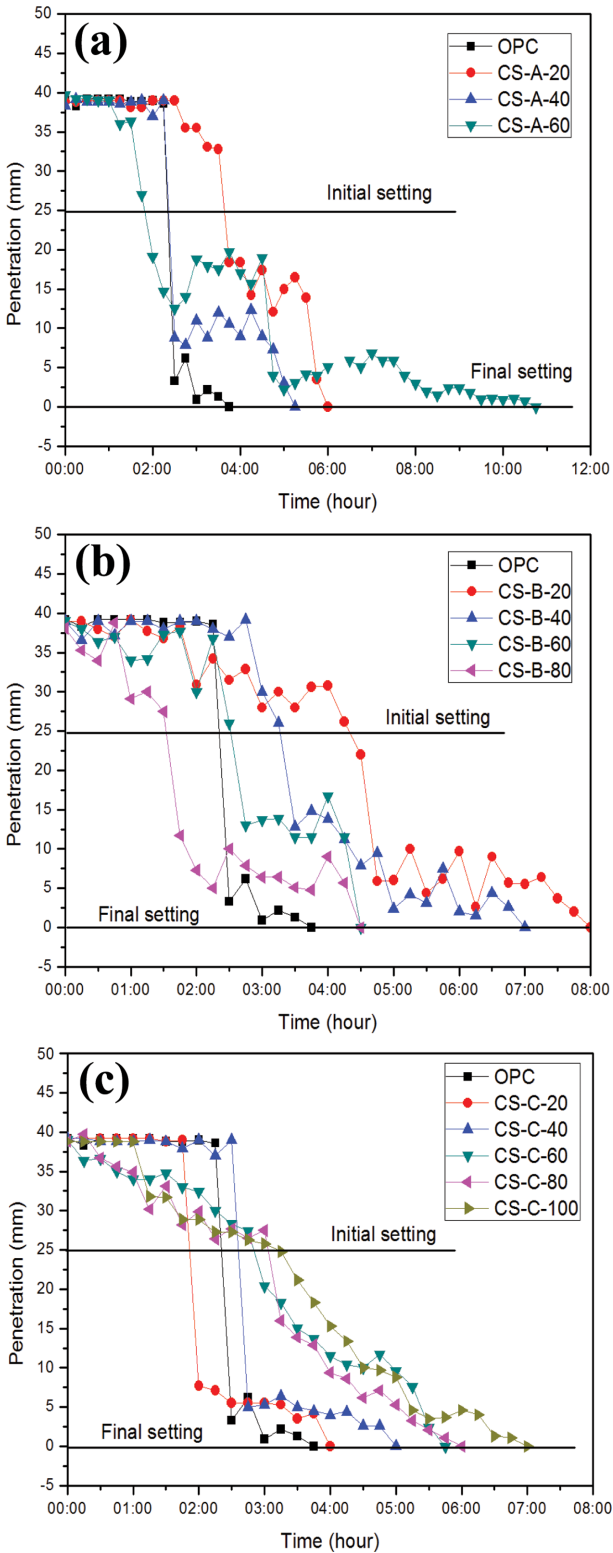 (a)
OPC
CS-A-20
CS-A-40
CS-A-60
Initial setting
Final setting
50
45
40
35
30
25
20
15
10
5
0
-5
Penetration (mm)
00:00 02:00 04:00 06:00 08:00 10:00 12:00
Time (hour)
(b)
OPC
CS-B-20
CS-B-40
CS-B-60
CS-B-80
Initial setting
Final setting
50
45
40
35
30
25
20
15
10
5
0
-5
Penetration (mm)
00:00 01:00 02:00 03:00 04:00 05:00 06:00 07:00 08:00
Time (hour)
(c)
OPC
CS-C-20
CS-C-40
CS-C-60
CS-C-80
CS-C-100
Initial setting
Final setting
50
45
40
35
30
25
20
15
10
5
0
-5
Penetration (mm)
00:00 01:00 02:00 03:00 04:00 05:00 06:00 07:00 08:00
Time (hour)